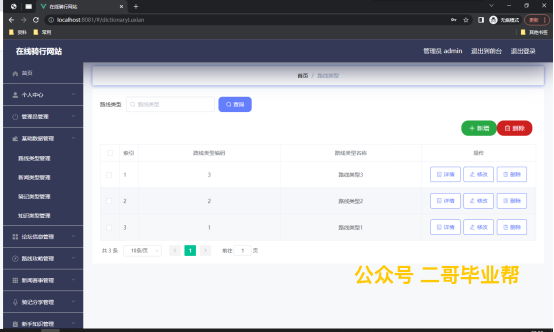 在线骑行网站
localhost:8081/#/dictionaryLuxian
无痕模式
更新
资料 常用
其他书签
在线骑行网站
管理员 admin 退出到前台 退出登录
首页
个人中心
管理员管理
基础数据管理
路线类型管理
新闻类型管理
骑记类型管理
知识类型管理
论坛信息管理
路线攻略管理
新闻赛事管理
骑记分享管理
新手知识管理
首页 / 路线类型
路线类型 路线类型 查询
+ 新增 删除
索引 路线类型编码 路线类型名称 操作
1 3 路线类型3 详情 修改 删除
2 2 路线类型2 详情 修改 删除
3 1 路线类型1 详情 修改 删除
共 3 条 10条/页 1 前往 1 页
公众号 二哥毕业帮